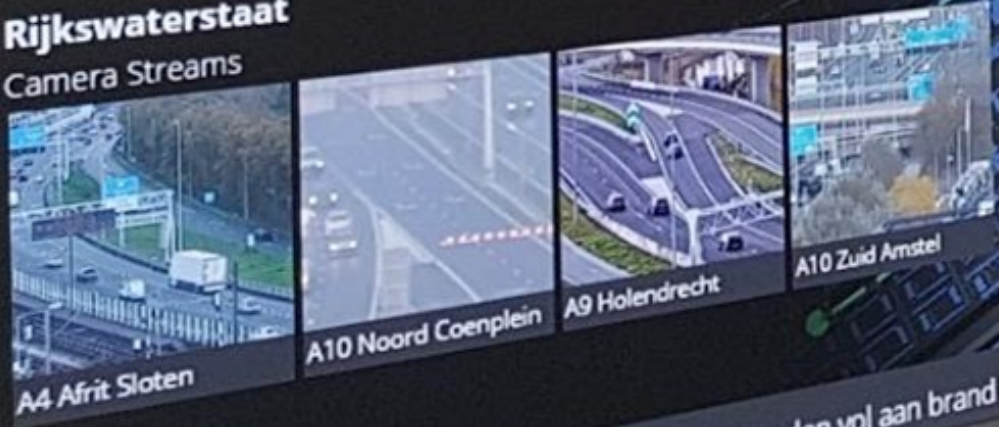 Rijkswaterstaat
Camera Streams
A4 Afrit Sloten
A10 Noord Coenplein
A9 Holendrecht
A10 Zuid Amstel
vol aan brand